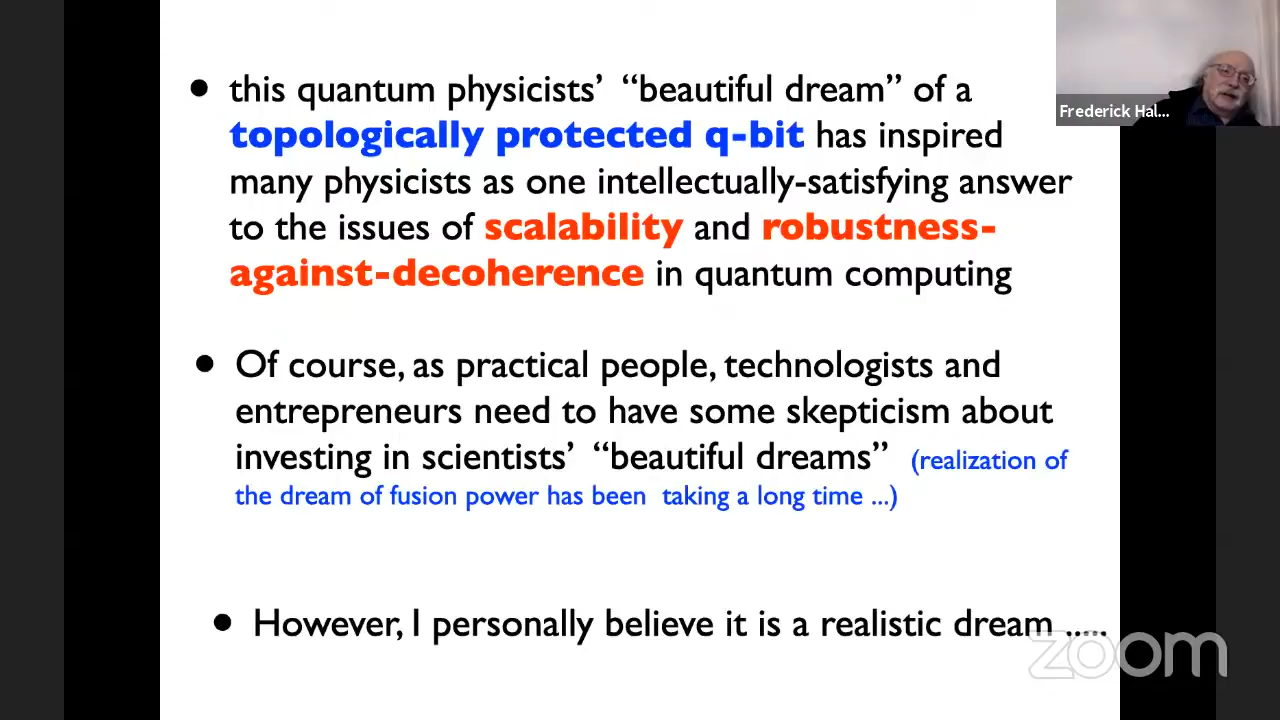 • this quantum physicists’ “beautiful dream” of a
topologically protected q-bit has inspired
many physicists as one intellectually-satisfying answer
to the issues of scalability and robustness-
against-decoherence in quantum computing
• Of course, as practical people, technologists and
entrepreneurs need to have some skepticism about
investing in scientists’ “beautiful dreams” (realization of
the dream of fusion power has been taking a long time ...)
• However, I personally believe it is a realistic dream .....
Frederick Hal...
zoom